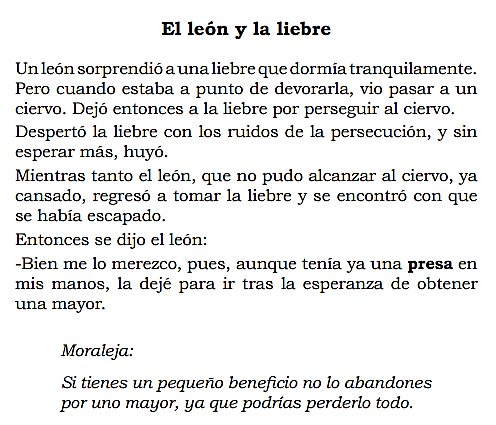 El león y la liebre
Un león sorprendió a una liebre que dormía tranquilamente.
Pero cuando estaba a punto de devorarla, vio pasar a un
ciervo. Dejó entonces a la liebre por perseguir al ciervo.
Despertó la liebre con los ruidos de la persecución, y sin
esperar más, huyó.
Mientras tanto el león, que no pudo alcanzar al ciervo, ya
cansado, regresó a tomar la liebre y se encontró con que
se había escapado.
Entonces se dijo el león:
-Bien me lo merezco, pues, aunque tenía ya una presa en
mis manos, la dejé para ir tras la esperanza de obtener
una mayor.
Moraleja:
Si tienes un pequeño beneficio no lo abandones
por uno mayor, ya que podrías perderlo todo.